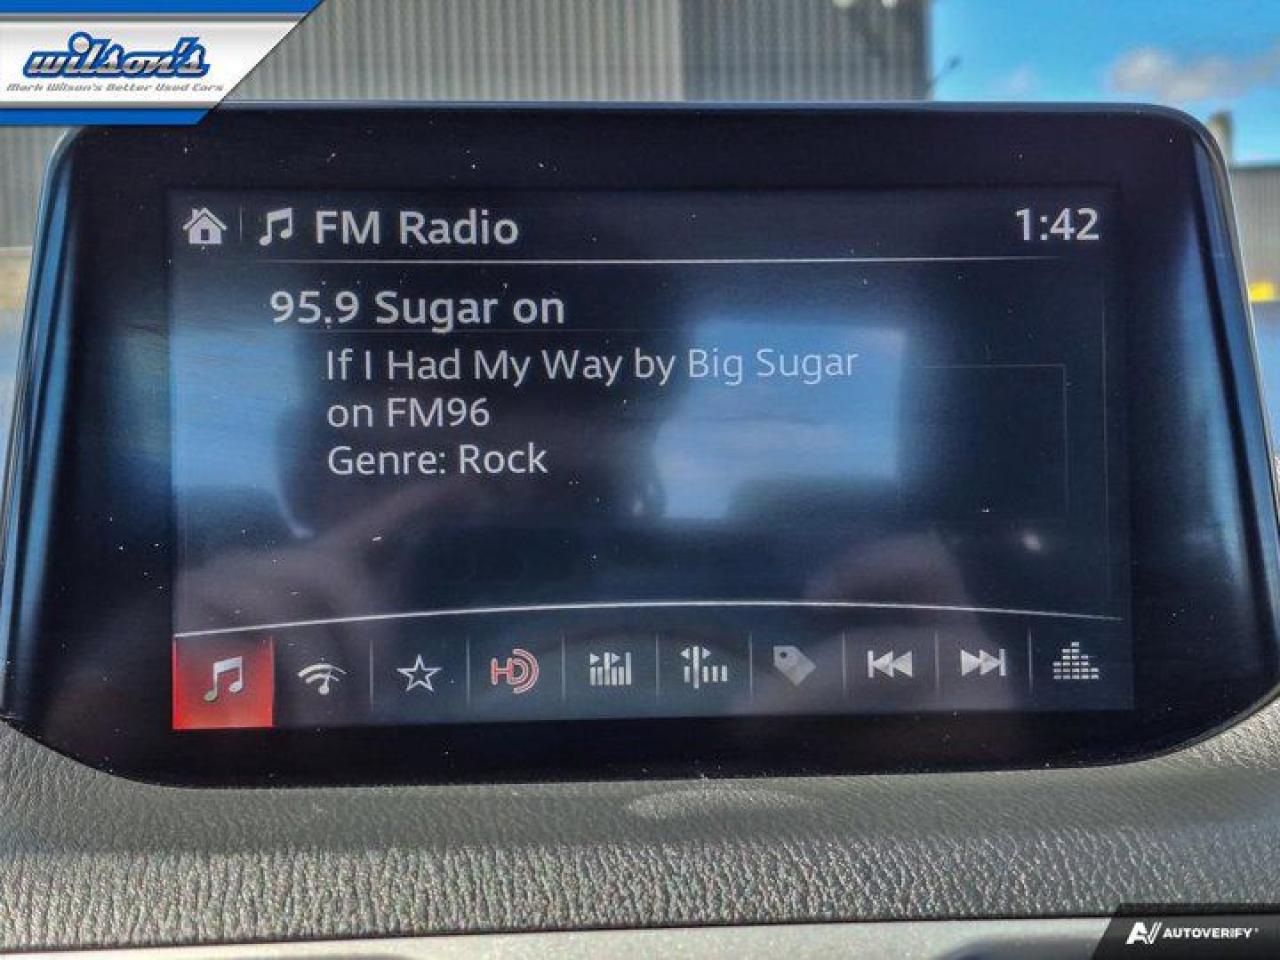 wilson's
Mark Wilson's Better Used Cars
FM Radio
1:42
95.9 Sugar on
If I Had My Way by Big Sugar
on FM96
Genre: Rock
HD
AUTOVERIFY